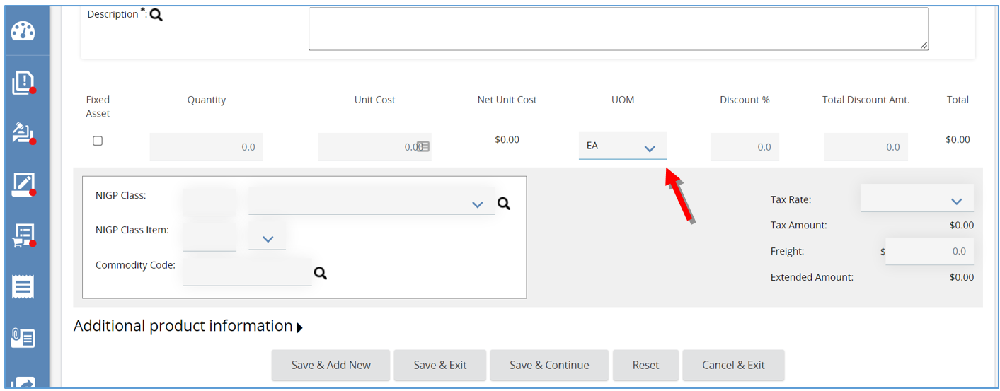 Description *:
Fixed Asset Quantity Unit Cost Net Unit Cost UOM Discount % Total Discount Amt. Total
0.0 0.00 $0.00 EA 0.0 0.0 $0.00
NIGP Class:
NIGP Class Item:
Commodity Code:
Tax Rate:
Tax Amount: $0.00
Freight: $ 0.0
Extended Amount: $0.00
Additional product information
Save & Add New Save & Exit Save & Continue Reset Cancel & Exit